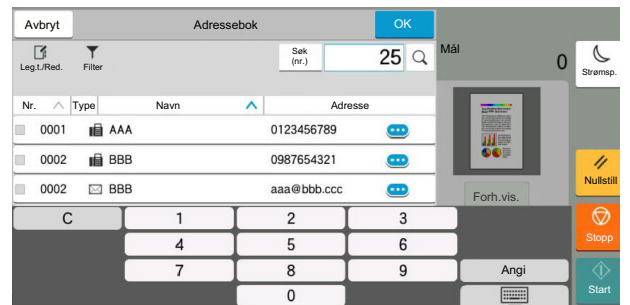 Avbryt
Adressebok
OK
Leg.t./Red.
Filter
Søk
(nr.)
25
Mål
0
Strømsp.
Nr.
Type
Navn
Adresse
0001 AAA 0123456789
0002 BBB 0987654321
0002 BBB aaa@bbb.ccc
Forh.vis.
Nullstill
C 1 2 3
4 5 6
Stopp
7 8 9 Angi
0
Start